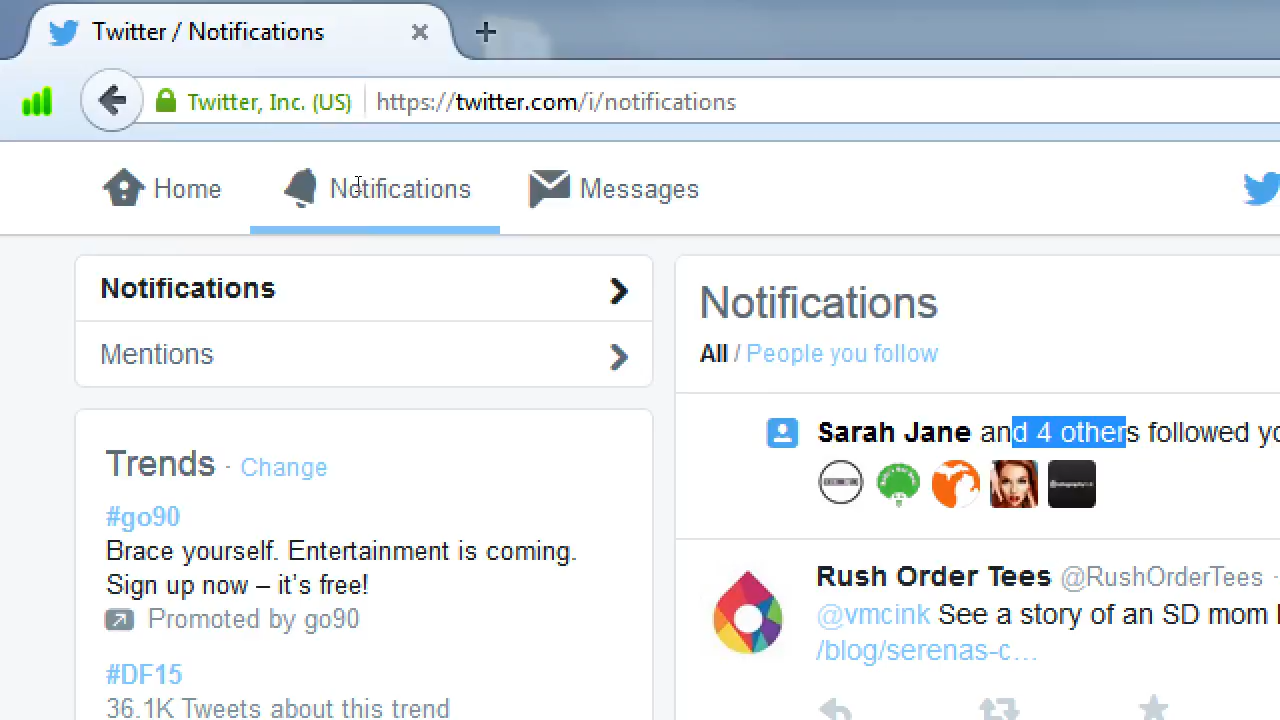 Twitter / Notifications
Twitter, Inc. (US) https://twitter.com/i/notifications
Home Notifications Messages
Notifications
Mentions
Trends · Change
#go90
Brace yourself. Entertainment is coming.
Sign up now – it's free!
Promoted by go90
#DF15
36.1K Tweets about this trend
Notifications
All / People you follow
Sarah Jane and 4 others followed yo
Rush Order Tees @RushOrderTees ·
@vmcink See a story of an SD mom
/blog/serenas-c…